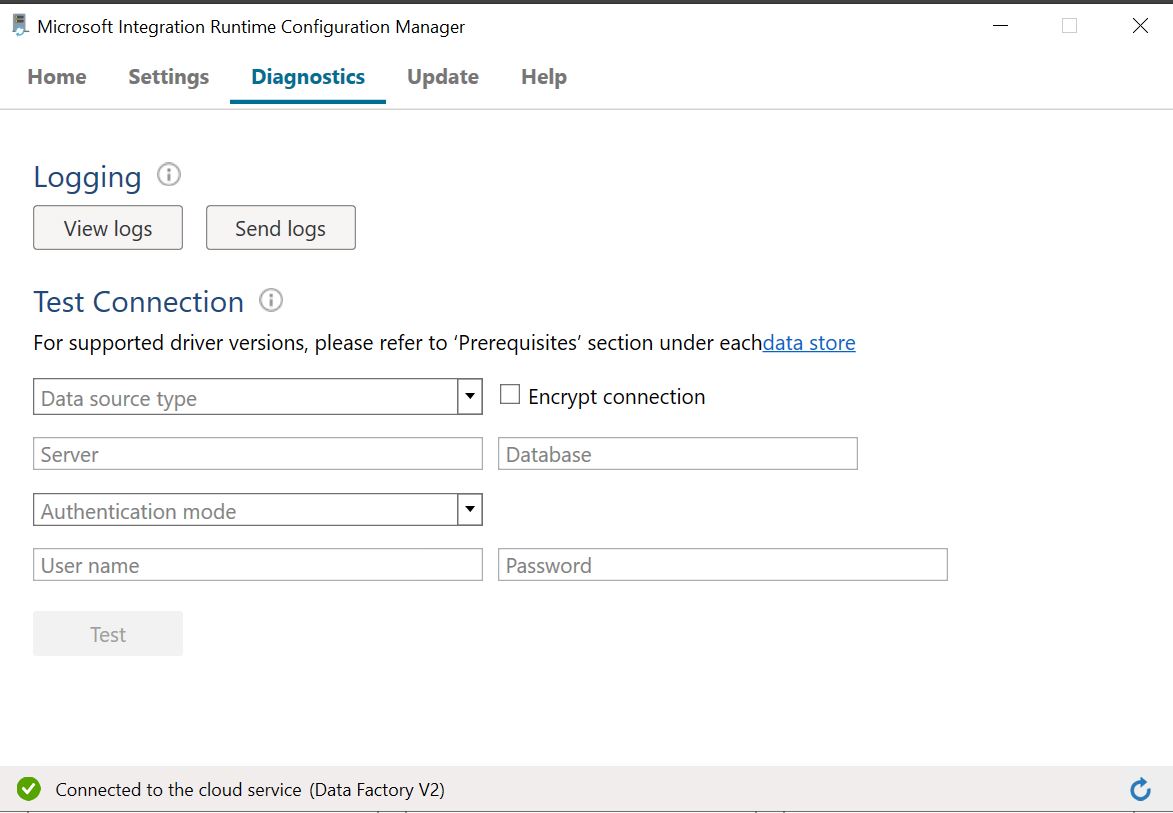 Microsoft Integration Runtime Configuration Manager
Home Settings Diagnostics Update Help
Logging
View logs Send logs
Test Connection
For supported driver versions, please refer to ‘Prerequisites’ section under eachdata store
Data source type Encrypt connection
Server Database
Authentication mode
User name Password
Test
Connected to the cloud service (Data Factory V2)